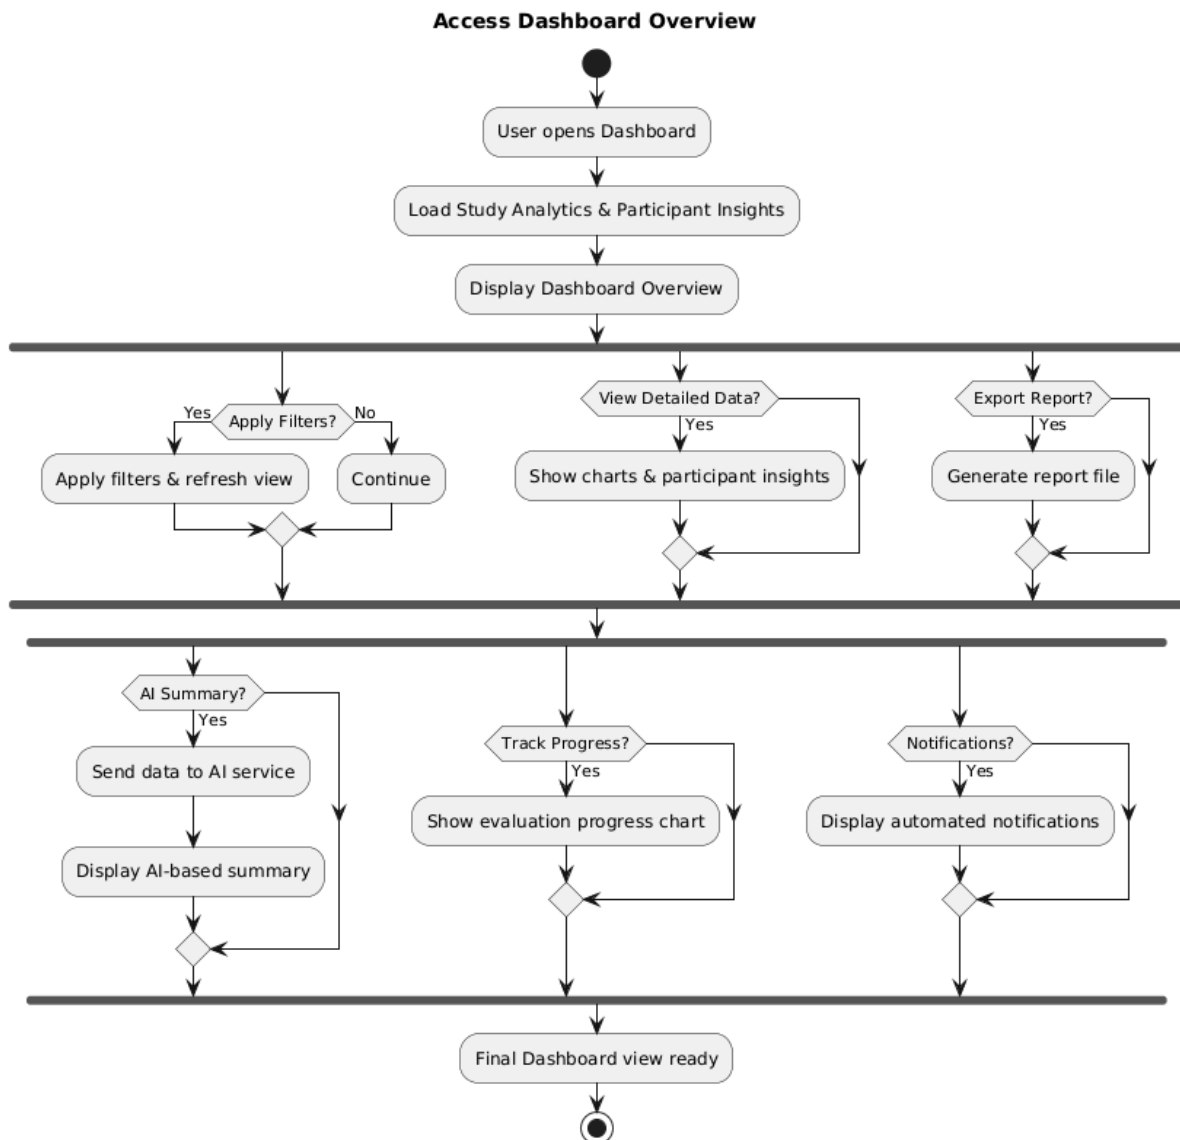 Access Dashboard Overview
User opens Dashboard
Load Study Analytics & Participant Insights
Display Dashboard Overview
Apply Filters?
Yes
No
Apply filters & refresh view
Continue
View Detailed Data?
Yes
Show charts & participant insights
Export Report?
Yes
Generate report file
AI Summary?
Yes
Send data to AI service
Display AI-based summary
Track Progress?
Yes
Show evaluation progress chart
Notifications?
Yes
Display automated notifications
Final Dashboard view ready